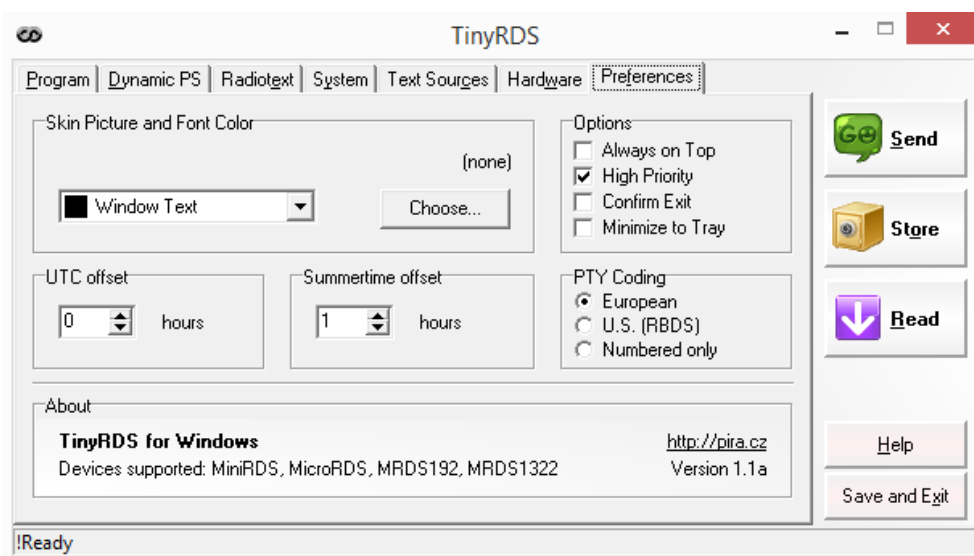 TinyRDS
Program Dynamic PS Radiotext System Text Sources Hardware Preferences
Skin Picture and Font Color
(none)
Window Text
Choose...
Options
Always on Top
High Priority
Confirm Exit
Minimize to Tray
UTC offset
0 hours
Summertime offset
1 hours
PTY Coding
European
U.S. (RBDS)
Numbered only
About
TinyRDS for Windows
http://pira.cz
Devices supported: MiniRDS, MicroRDS, MRDS192, MRDS1322
Version 1.1a
GO Send
Store
Read
Help
Save and Exit
!Ready